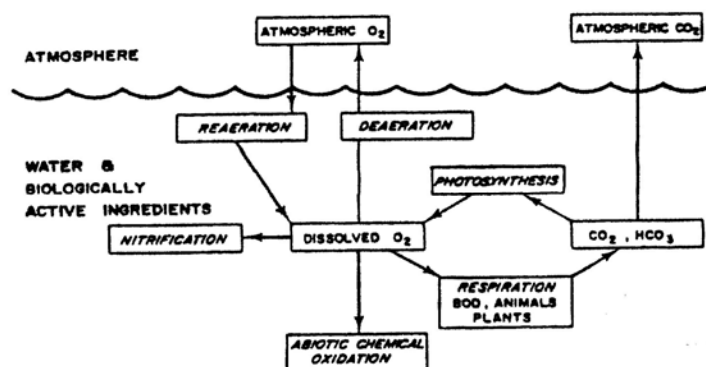 ATMOSPHERIC O2
ATMOSPHERIC CO2
ATMOSPHERE
REAERATION
DEAERATION
WATER &
BIOLOGICALLY
ACTIVE INGREDIENTS
PHOTOSYNTHESIS
NITRIFICATION
DISSOLVED O2
CO2 , HCO3
RESPIRATION
BOD, ANIMALS
PLANTS
ABIOTIC CHEMICAL
OXIDATION